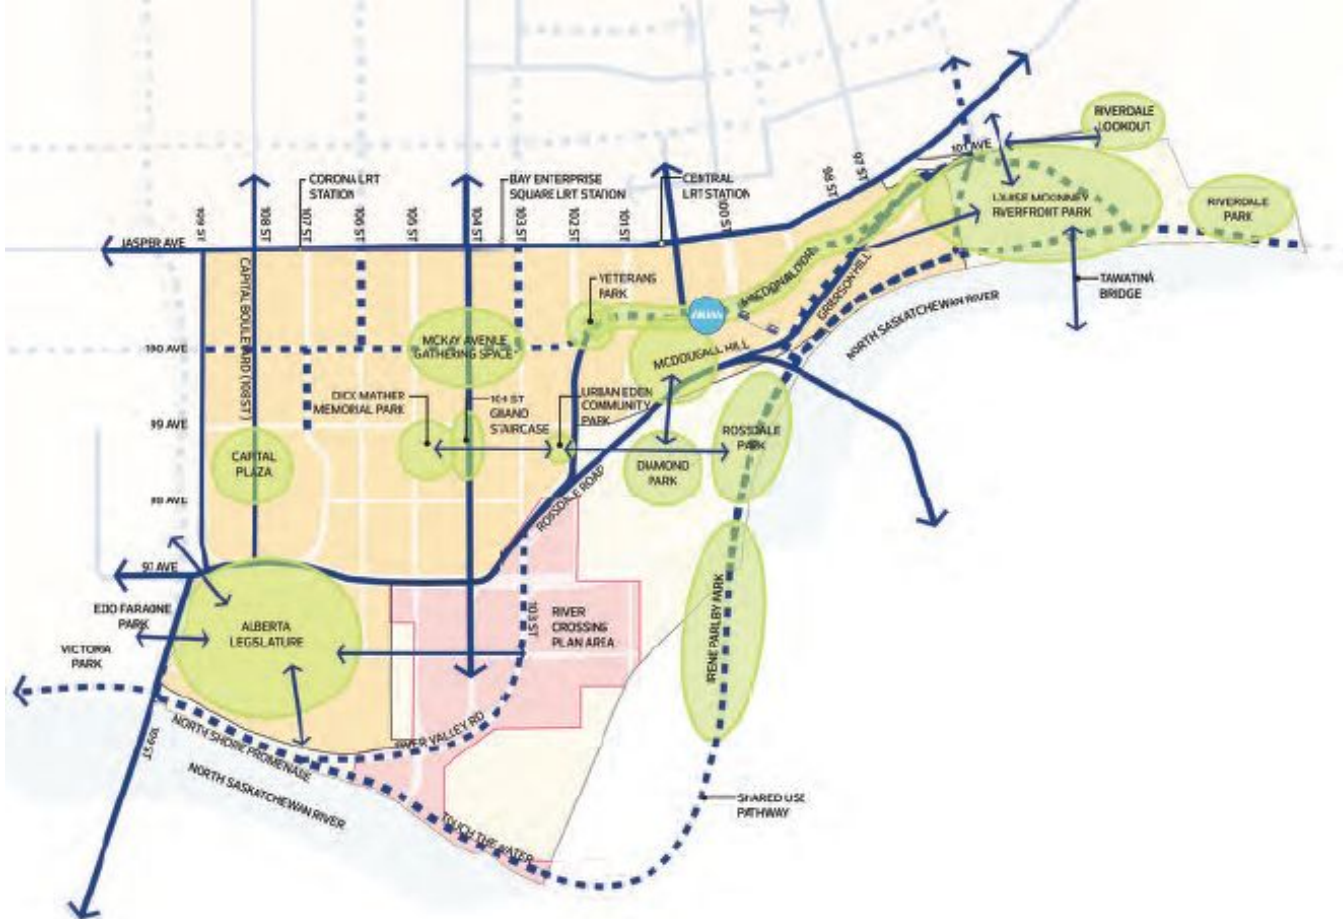 RIVERDALE
LOOKOUT
101 AVE
97 ST
98 ST
CORONA LRT
STATION
BAY ENTERPRISE
SQUARE LRT STATION
CENTRAL
LRT STATION
LOUISE MCKINNEY
RIVERFRONT PARK
RIVERDALE
PARK
109 ST
108 ST
107 ST
106 ST
105 ST
104 ST
103 ST
102 ST
101 ST
100 ST
JASPER AVE
CAPITAL BOULEVARD (108 ST)
VETERANS
PARK
MACDONALD DR
GRIERSON HILL
TAWATINÂ
BRIDGE
NORTH SASKATCHEWAN RIVER
100 AVE
MCKAY AVENUE
GATHERING SPACE
MCDOUGALL HILL
DICK MATHER
MEMORIAL PARK
104 ST
GRAND
STAIRCASE
URBAN EDEN
COMMUNITY
PARK
99 AVE
ROSSDALE
PARK
CAPITAL
PLAZA
DIAMOND
PARK
98 AVE
ROSSDALE ROAD
97 AVE
EZIO FARAONE
PARK
ALBERTA
LEGISLATURE
103 ST
RIVER
CROSSING
PLAN AREA
IRENE PARLBY PARK
VICTORIA
PARK
109 ST
NORTH SHORE PROMENADE
RIVER VALLEY RD
NORTH SASKATCHEWAN RIVER
SHARED USE
PATHWAY
TOUCH THE WATER